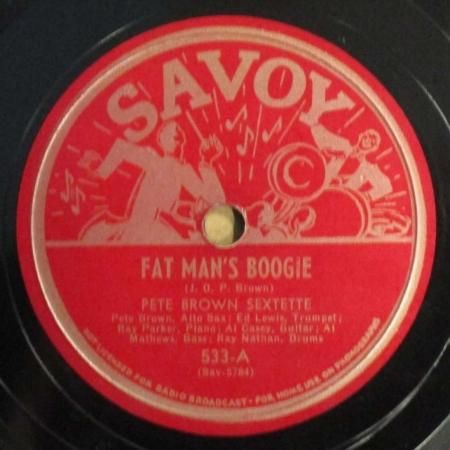 SAVOY
FAT MAN'S BOOGIE
(J. O. P. Brown)
PETE BROWN SEXTETTE
Pete Brown, Alto Sax; Ed Lewis, Trumpet;
Ray Parker, Piano; Al Casey, Guitar; Al
Mathews, Bass; Ray Nathan, Drums
533-A
(Sav-5784)
NOT LICENSED FOR RADIO BROADCAST - FOR HOME USE ON PHONOGRAPHS